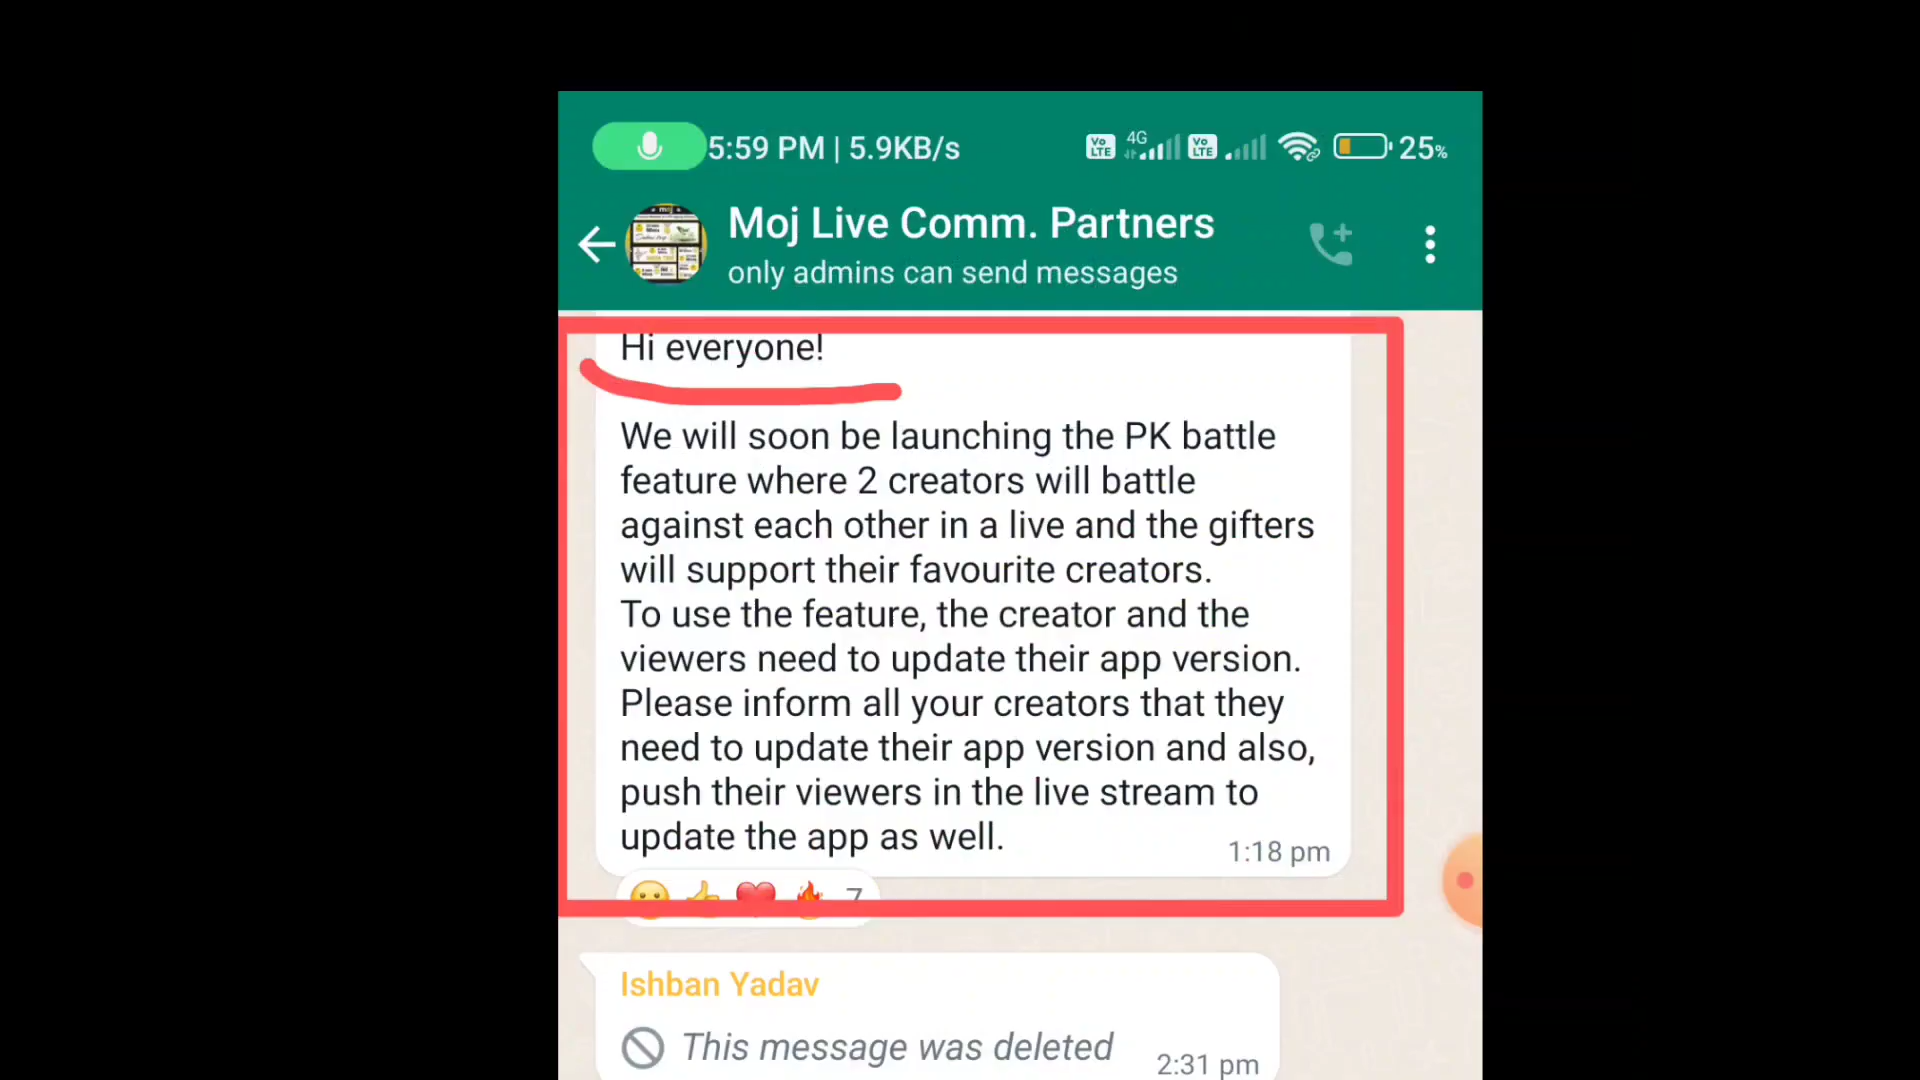 5:59 PM | 5.9KB/s Vo LTE 4G Vo LTE 25%
Moj Live Comm. Partners
only admins can send messages
Hi everyone!
We will soon be launching the PK battle
feature where 2 creators will battle
against each other in a live and the gifters
will support their favourite creators.
To use the feature, the creator and the
viewers need to update their app version.
Please inform all your creators that they
need to update their app version and also,
push their viewers in the live stream to
update the app as well.
1:18 pm
7
Ishban Yadav
This message was deleted
2:31 pm